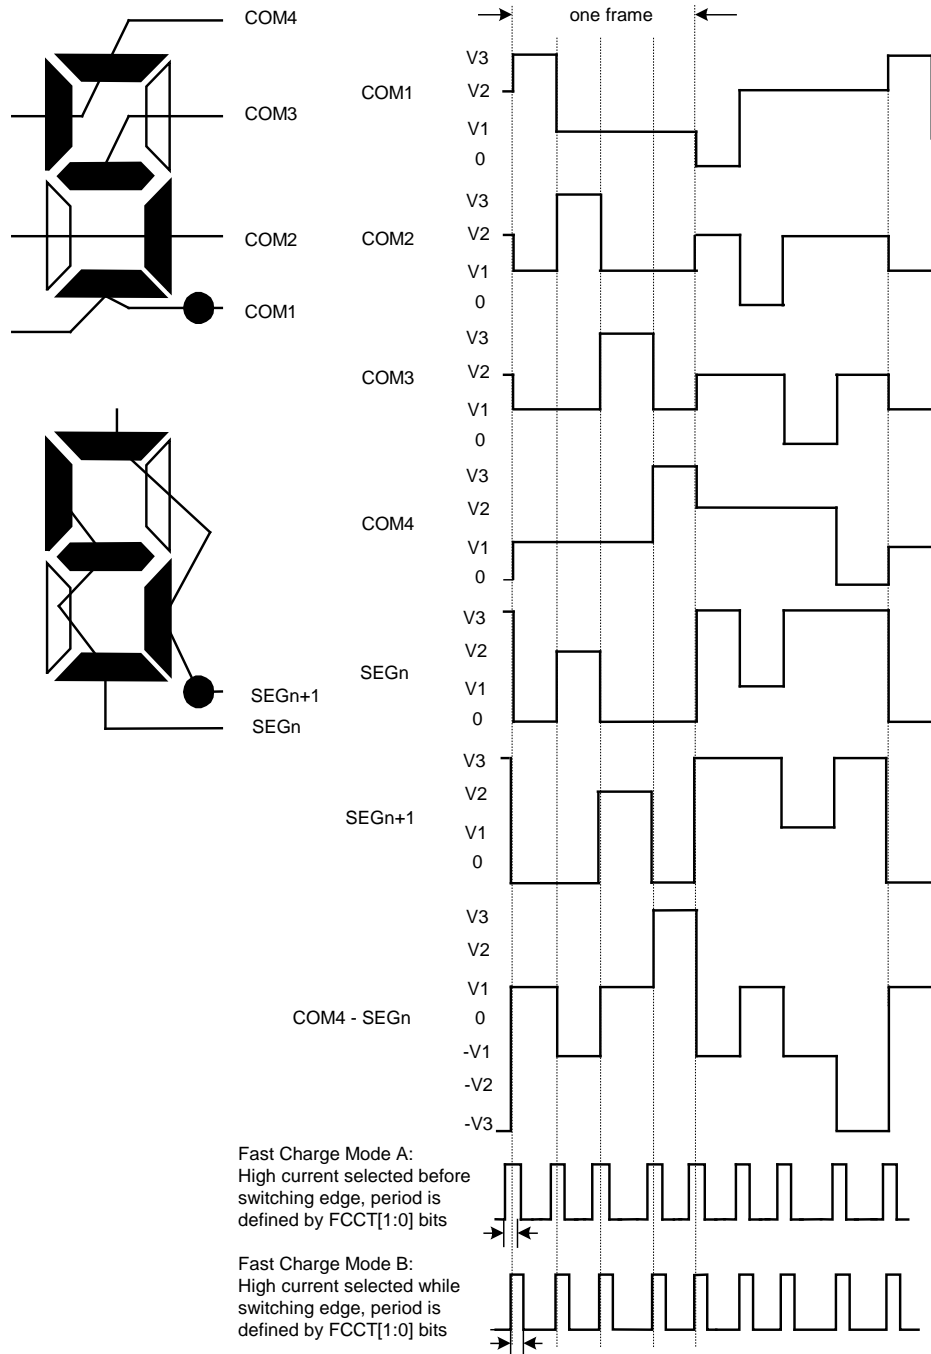 COM4
one frame
V3
COM1
V2
COM3
V1
0
V3
COM2
COM2
V2
V1
COM1
0
V3
COM3
V2
V1
0
V3
V2
COM4
V1
0
V3
V2
SEGn
V1
SEGn+1
0
SEGn
V3
V2
SEGn+1
V1
0
V3
V2
V1
COM4 - SEGn
0
-V1
-V2
-V3
Fast Charge Mode A:
High current selected before
switching edge, period is
defined by FCCT[1:0] bits
Fast Charge Mode B:
High current selected while
switching edge, period is
defined by FCCT[1:0] bits